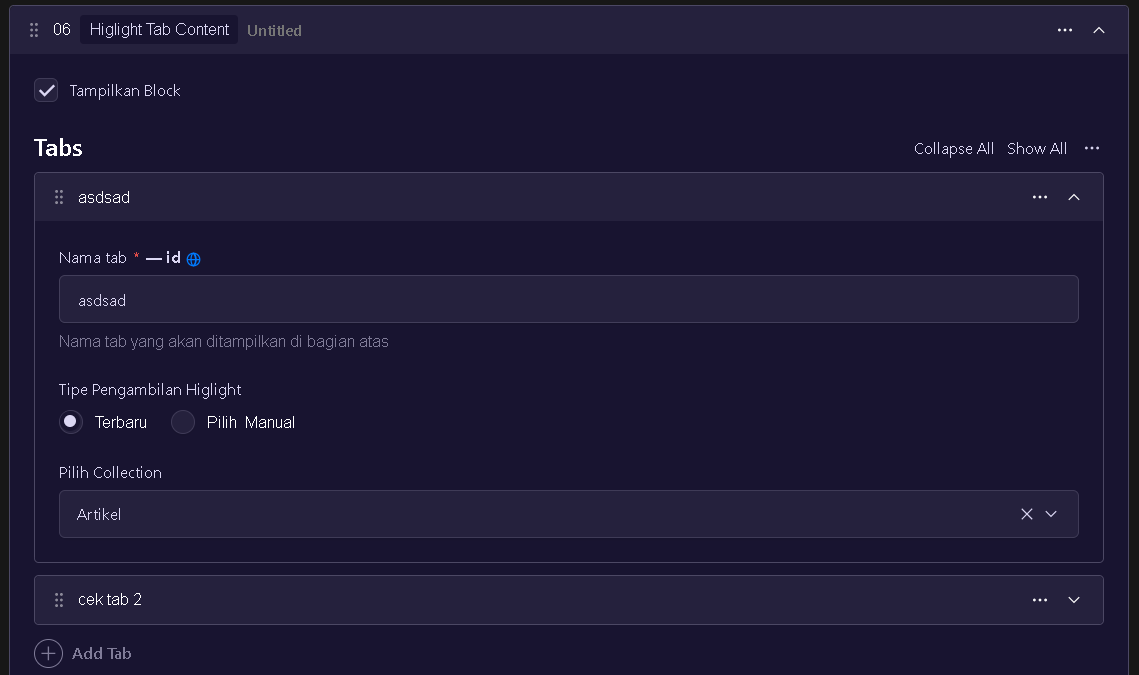 06 Higlight Tab Content Untitled
Tampilkan Block
Tabs Collapse All Show All
asdsad
Nama tab * — id
asdsad
Nama tab yang akan ditampilkan di bagian atas
Tipe Pengambilan Higlight
Terbaru Pilih Manual
Pilih Collection
Artikel
cek tab 2
Add Tab